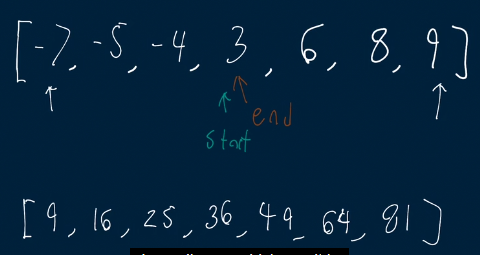 [-7, -5, -4, 3, 6, 8, 9]
end
start
[9, 16, 25, 36, 49, 64, 81]